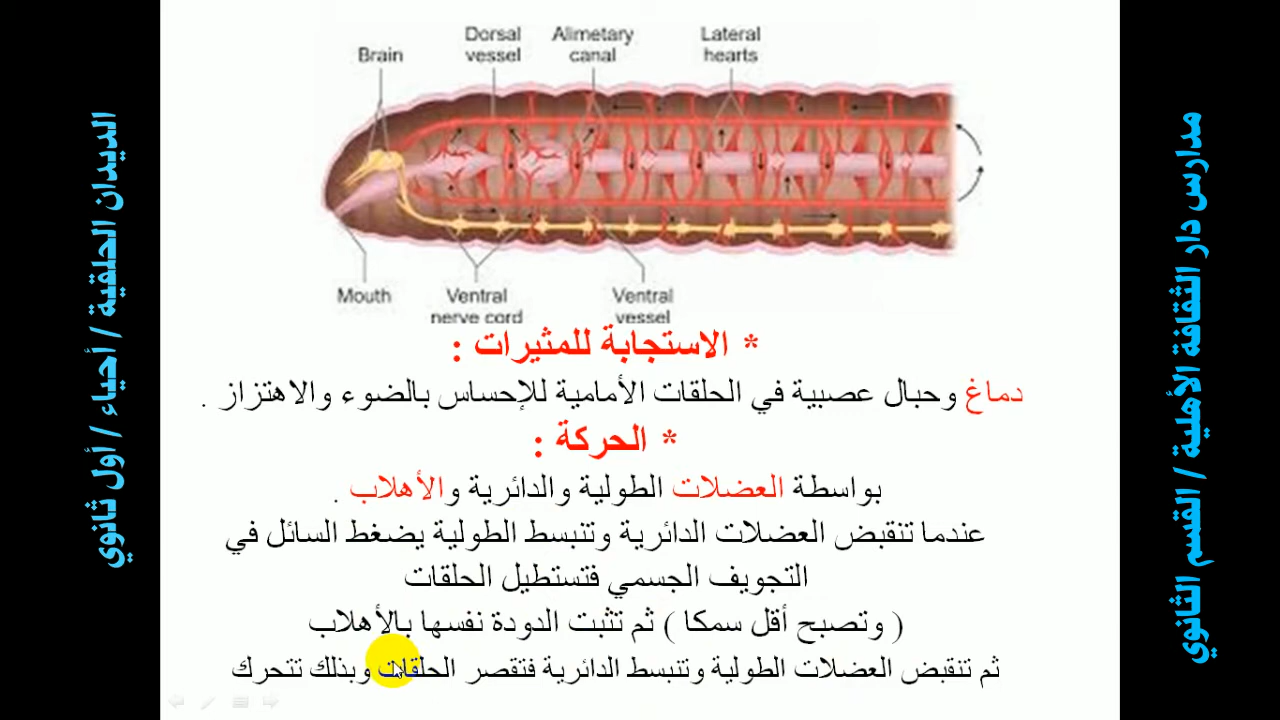 Dorsal vessel
Alimetary canal
Lateral hearts
Brain
Mouth
Ventral nerve cord
Ventral vessel
* الاستجابة للمثيرات :
دماغ وحبال عصبية في الحلقات الأمامية للإحساس بالضوء والاهتزاز .
* الحركة :
بواسطة العضلات الطولية والدائرية والأهلاب .
عندما تنقبض العضلات الدائرية وتنبسط الطولية يضغط السائل في
التجويف الجسمي فتستطيل الحلقات
( وتصبح أقل سمكا ) ثم تثبت الدودة نفسها بالأهلاب
ثم تنقبض العضلات الطولية وتنبسط الدائرية فتقصر الحلقات وبذلك تتحرك
مدارس دار الثقافة الأهلية / القسم الثانوي
الديدان الحلقية / أحياء / أول ثانوي